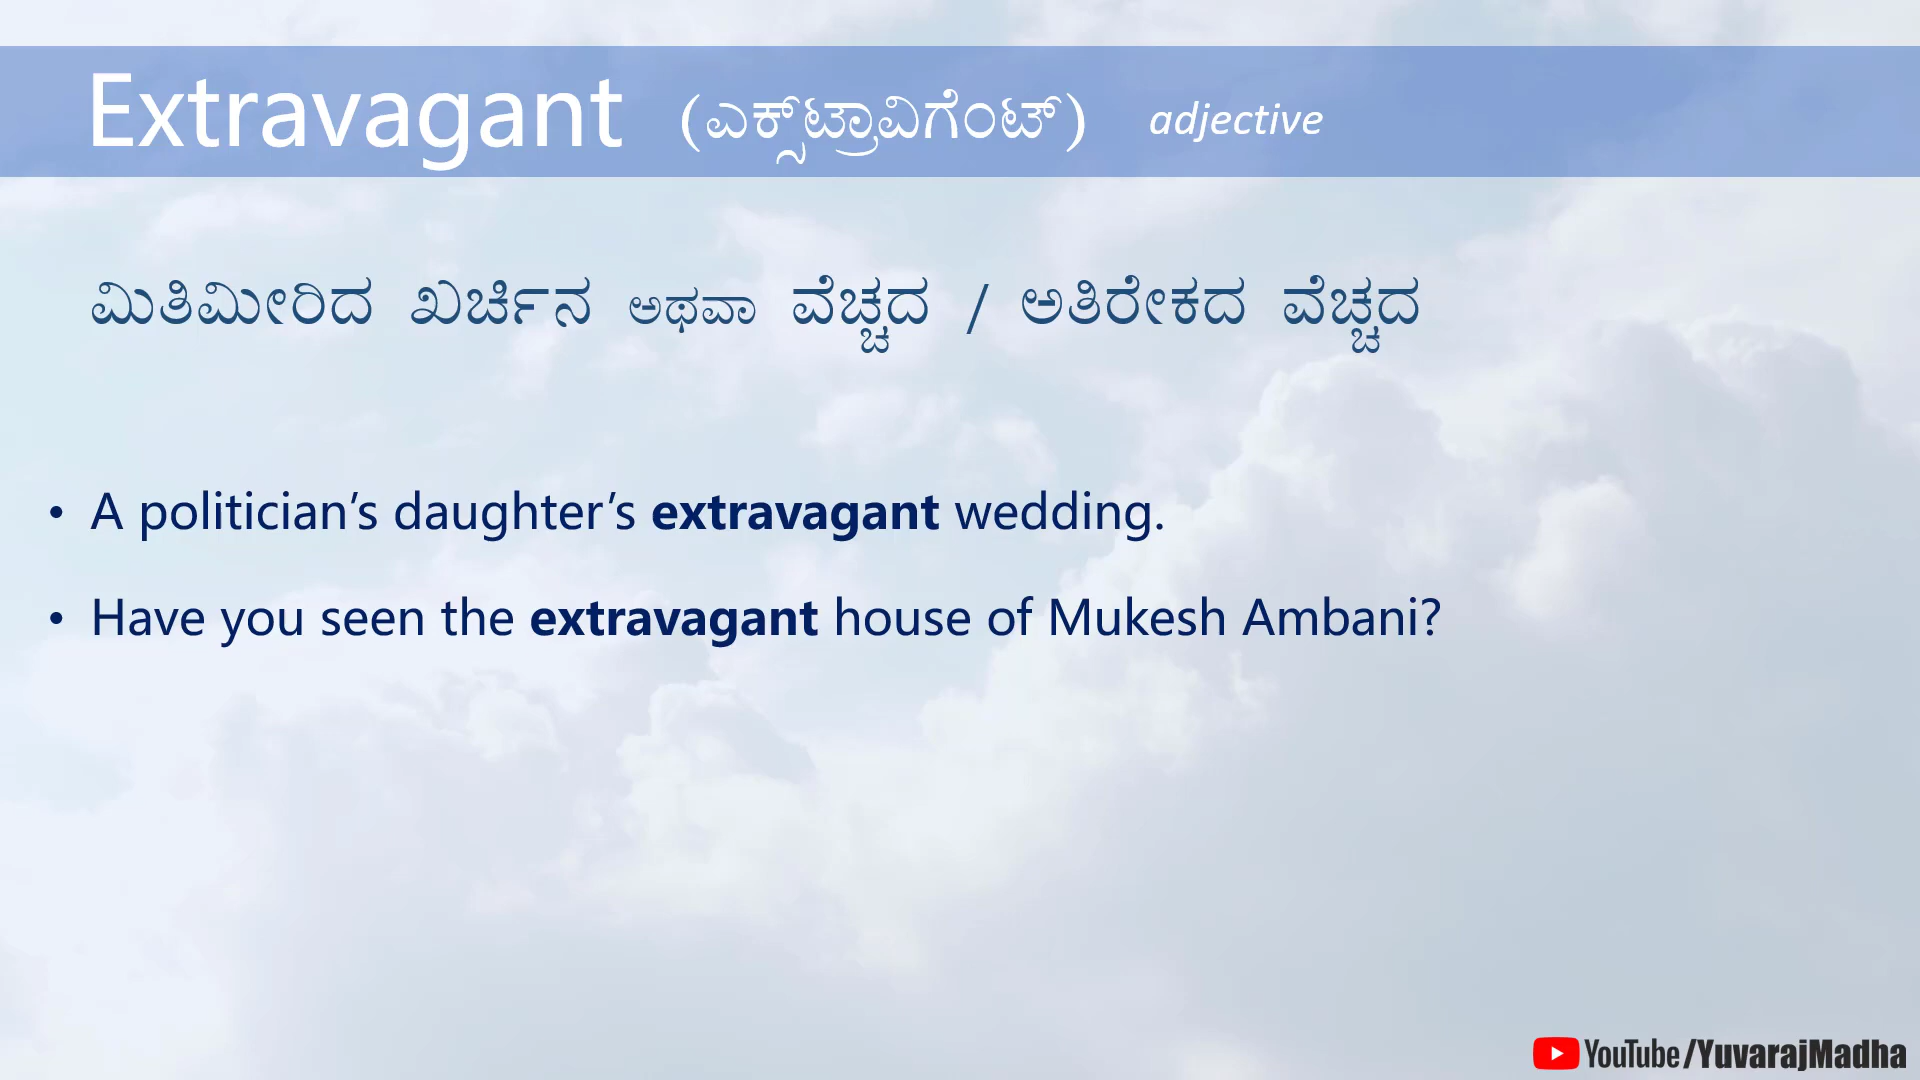 Extravagant (ಎಕ್ಸ್‌ಟ್ರಾವಿಗೆಂಟ್) adjective
ಮಿತಿಮೀರಿದ ಖರ್ಚಿನ ಅಥವಾ ವೆಚ್ಚದ / ಅತಿರೇಕದ ವೆಚ್ಚದ
• A politician’s daughter’s extravagant wedding.
• Have you seen the extravagant house of Mukesh Ambani?
YouTube/YuvarajMadha